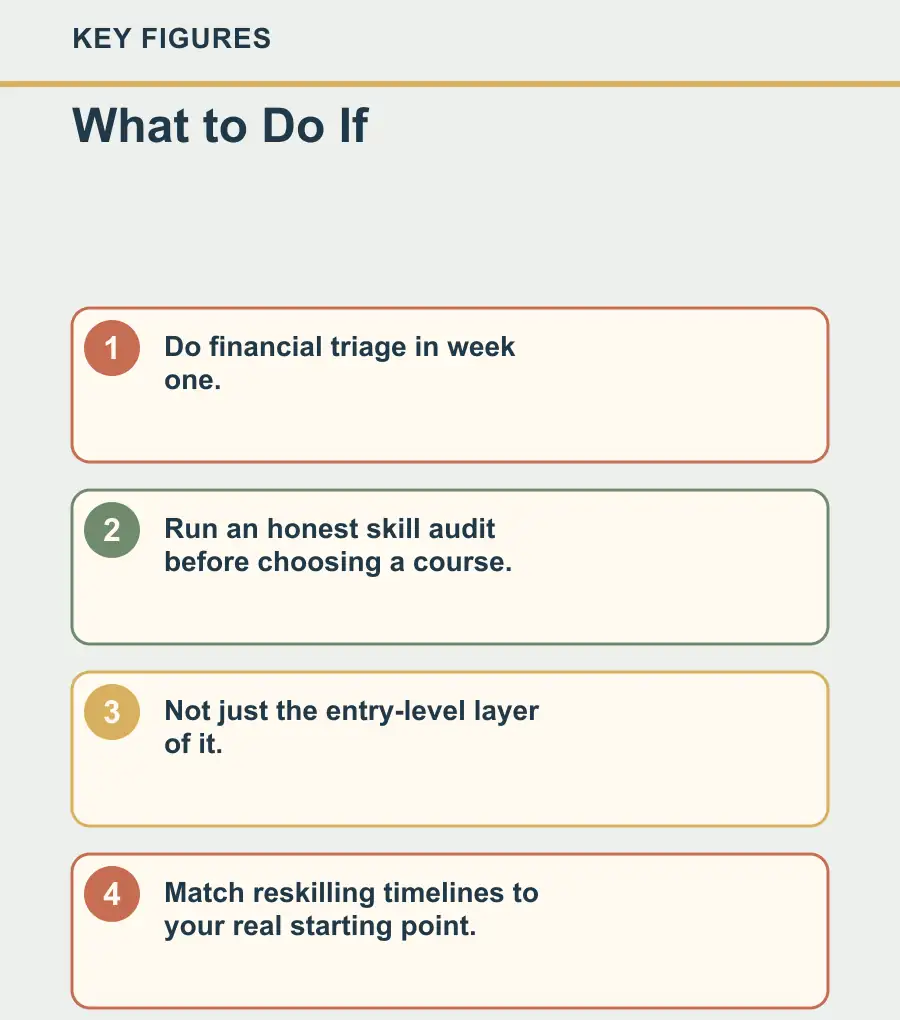 KEY FIGURES
What to Do If
1
Do financial triage in week
one.
2
Run an honest skill audit
before choosing a course.
3
Not just the entry-level layer
of it.
4
Match reskilling timelines to
your real starting point.